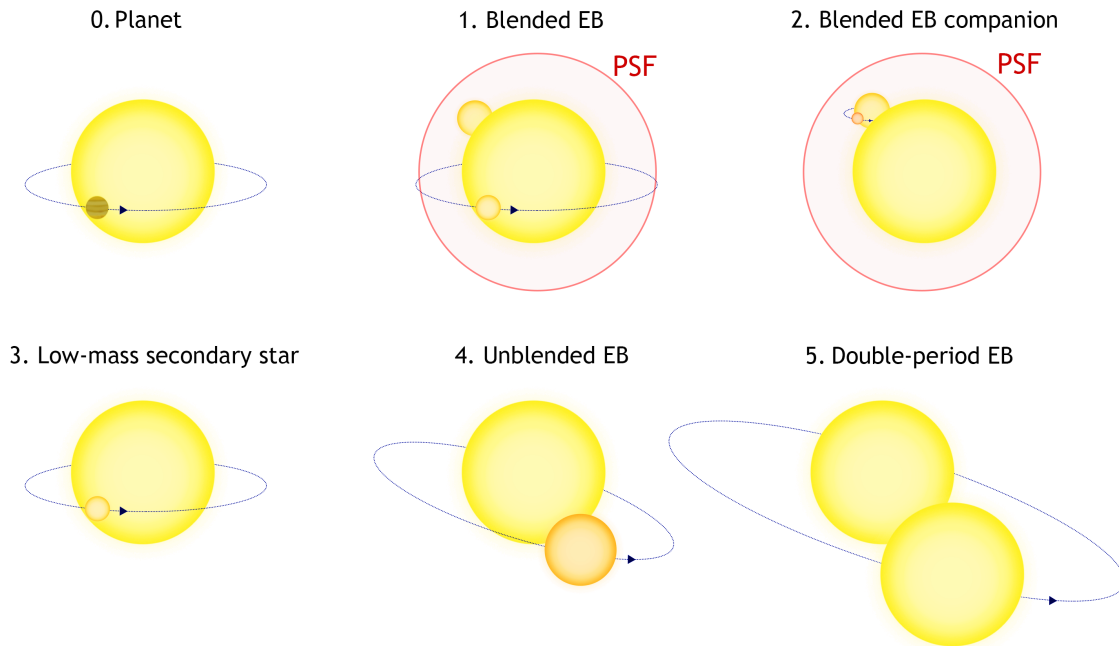 0. Planet
1. Blended EB
2. Blended EB companion
PSF
PSF
3. Low-mass secondary star
4. Unblended EB
5. Double-period EB